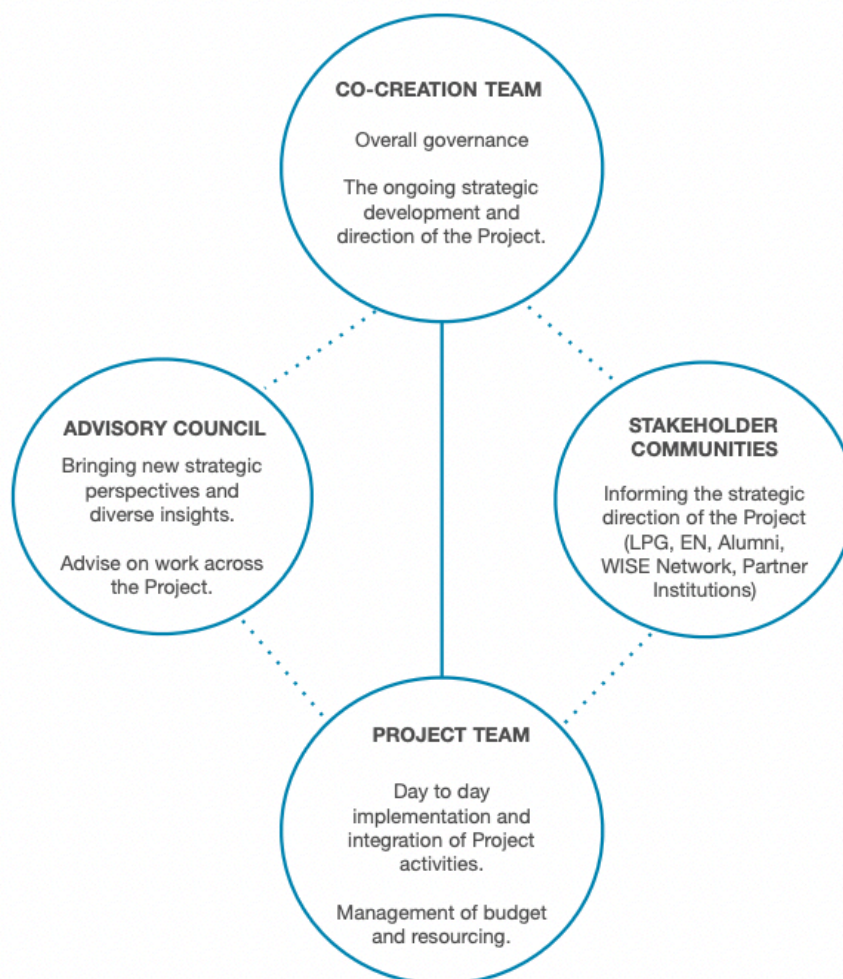 CO-CREATION TEAM
Overall governance
The ongoing strategic
development and
direction of the Project.
ADVISORY COUNCIL
Bringing new strategic
perspectives and
diverse insights.
Advise on work across
the Project.
STAKEHOLDER
COMMUNITIES
Informing the strategic
direction of the Project
(LPG, EN, Alumni,
WISE Network, Partner
Institutions)
PROJECT TEAM
Day to day
implementation and
integration of Project
activities.
Management of budget
and resourcing.